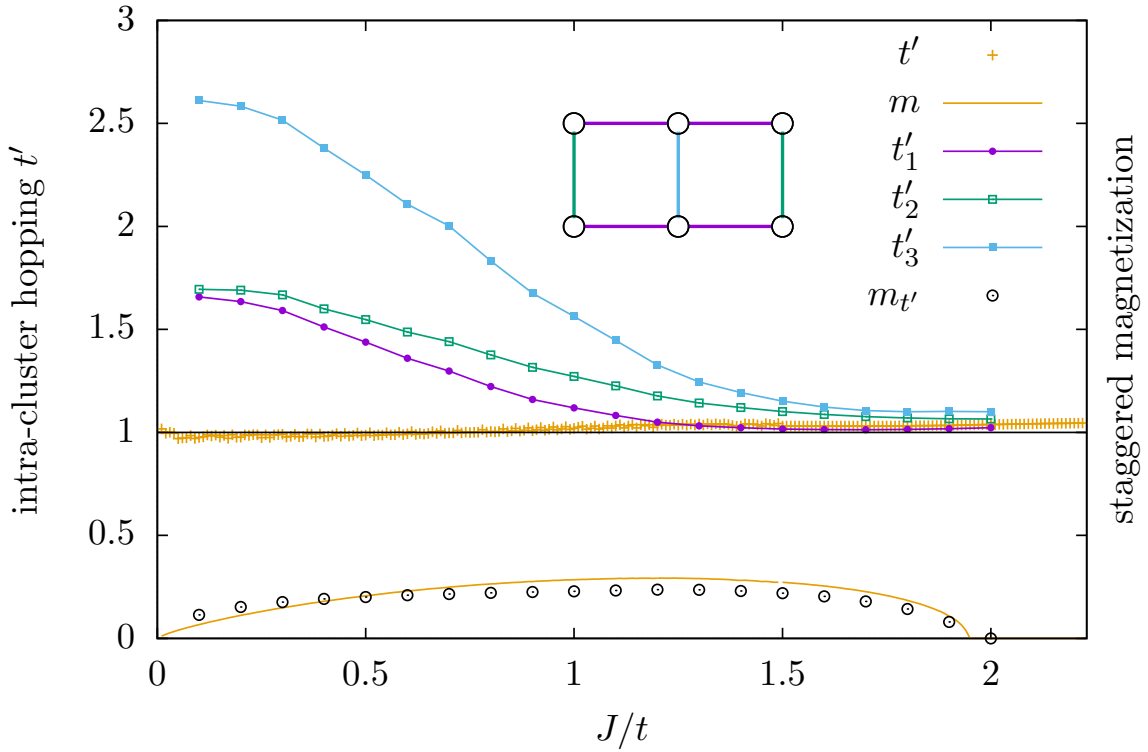 3
2.5
2
1.5
1
0.5
0
0
0.5
1
1.5
2
intra-cluster hopping t′
staggered magnetization
J/t
t′
m
t′₁
t′₂
t′₃
mₜ′